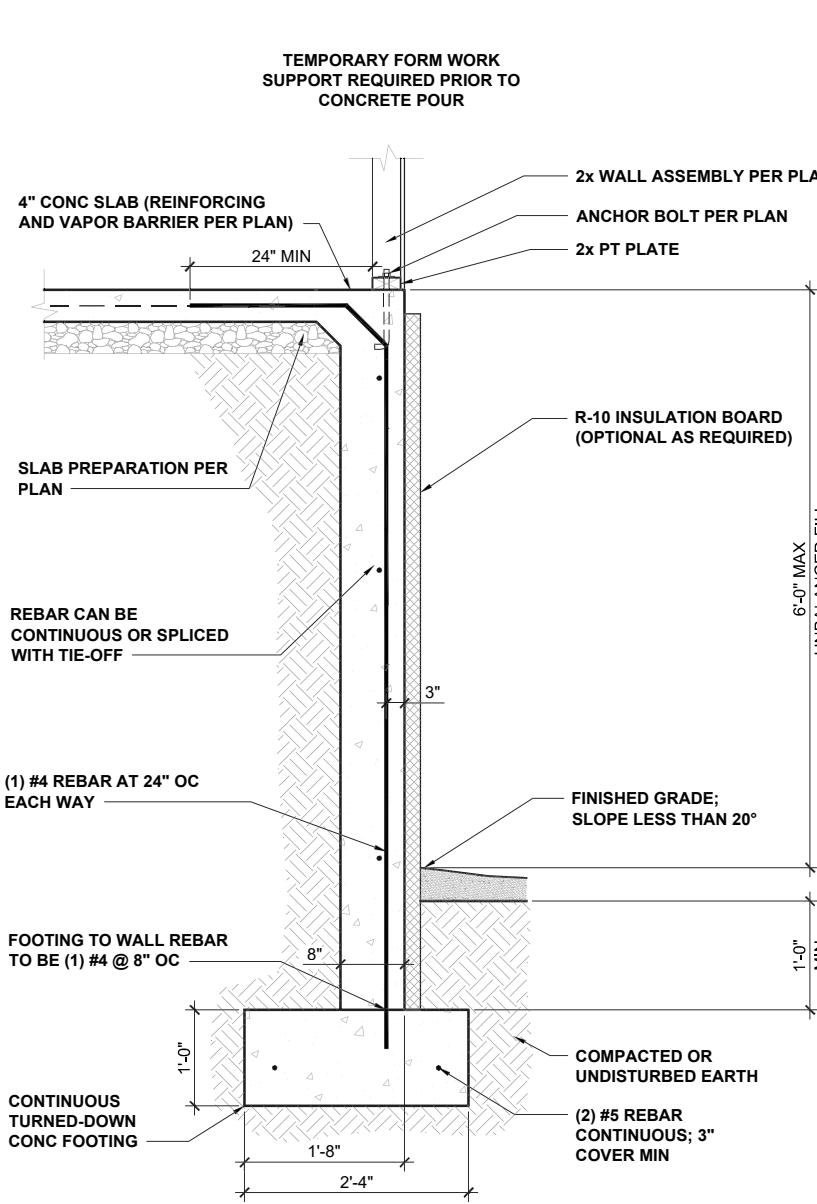 TEMPORARY FORM WORK
SUPPORT REQUIRED PRIOR TO
CONCRETE POUR
2x WALL ASSEMBLY PER PLA
4" CONC SLAB (REINFORCING
AND VAPOR BARRIER PER PLAN)
ANCHOR BOLT PER PLAN
24" MIN
2x PT PLATE
R-10 INSULATION BOARD
(OPTIONAL AS REQUIRED)
SLAB PREPARATION PER
PLAN
6'-0" MAX
REBAR CAN BE
CONTINUOUS OR SPLICED
WITH TIE-OFF
3"
(1) #4 REBAR AT 24" OC
EACH WAY
FINISHED GRADE;
SLOPE LESS THAN 20°
FOOTING TO WALL REBAR
TO BE (1) #4 @ 8" OC
8"
1'-0"
MIN
1'-0"
COMPACTED OR
UNDISTURBED EARTH
CONTINUOUS
TURNED-DOWN
CONC FOOTING
(2) #5 REBAR
CONTINUOUS; 3"
COVER MIN
1'-8"
2'-4"